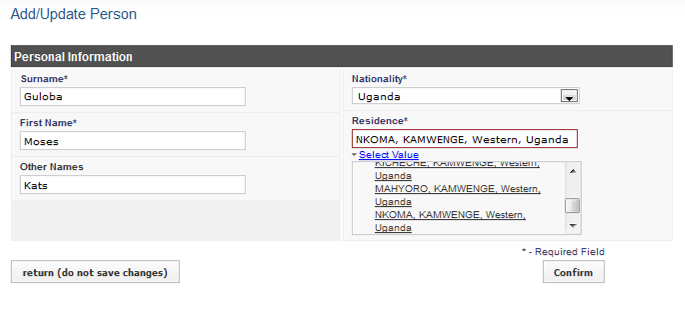 Add/Update Person
Personal Information
Surname*
Guloba
First Name*
Moses
Other Names
Kats
Nationality*
Uganda
Residence*
NKOMA, KAMWENGE, Western, Uganda
Select Value
KICHECHE, KAMWENGE, Western,
Uganda
MAHYORO, KAMWENGE, Western,
Uganda
NKOMA, KAMWENGE, Western,
Uganda
* - Required Field
return (do not save changes)
Confirm